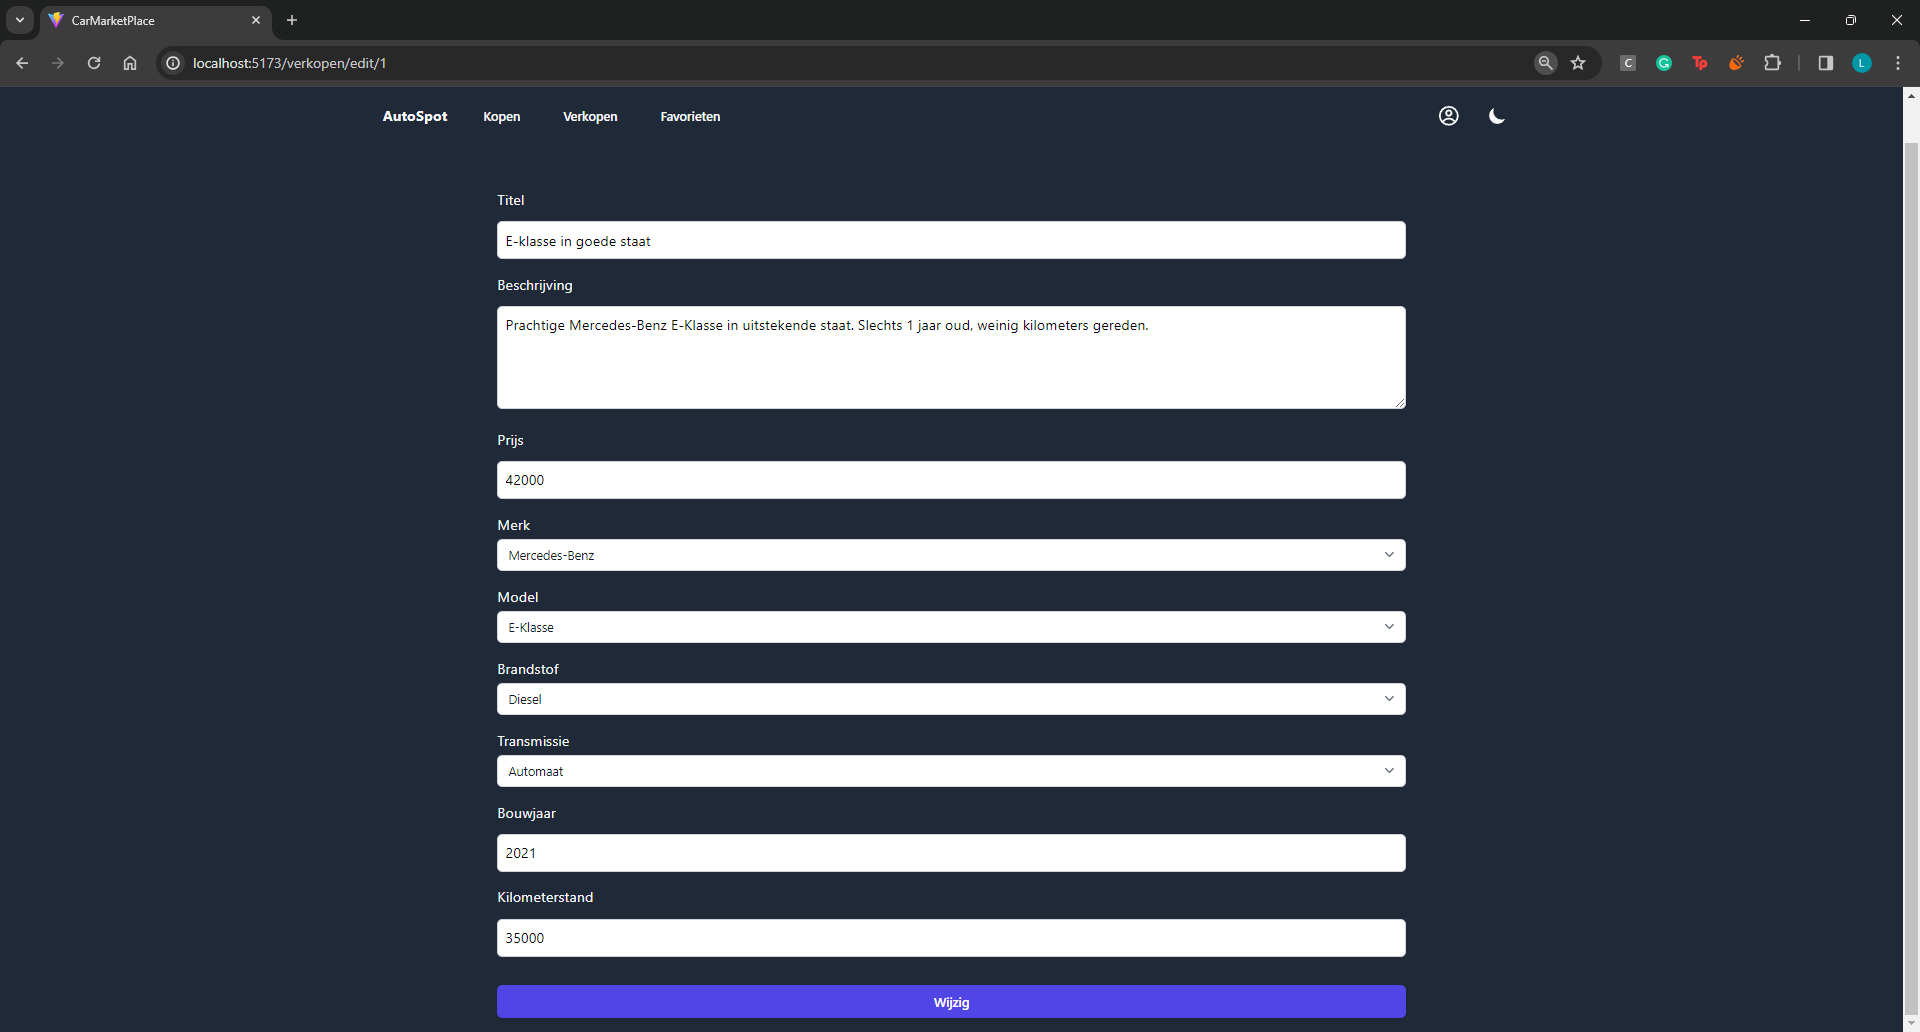 CarMarketPlace
localhost:5173/verkopen/edit/1
C
G
Tp
L
AutoSpot
Kopen
Verkopen
Favorieten
Titel
E-klasse in goede staat
Beschrijving
Prachtige Mercedes-Benz E-Klasse in uitstekende staat. Slechts 1 jaar oud, weinig kilometers gereden.
Prijs
42000
Merk
Mercedes-Benz
Model
E-Klasse
Brandstof
Diesel
Transmissie
Automaat
Bouwjaar
2021
Kilometerstand
35000
Wijzig